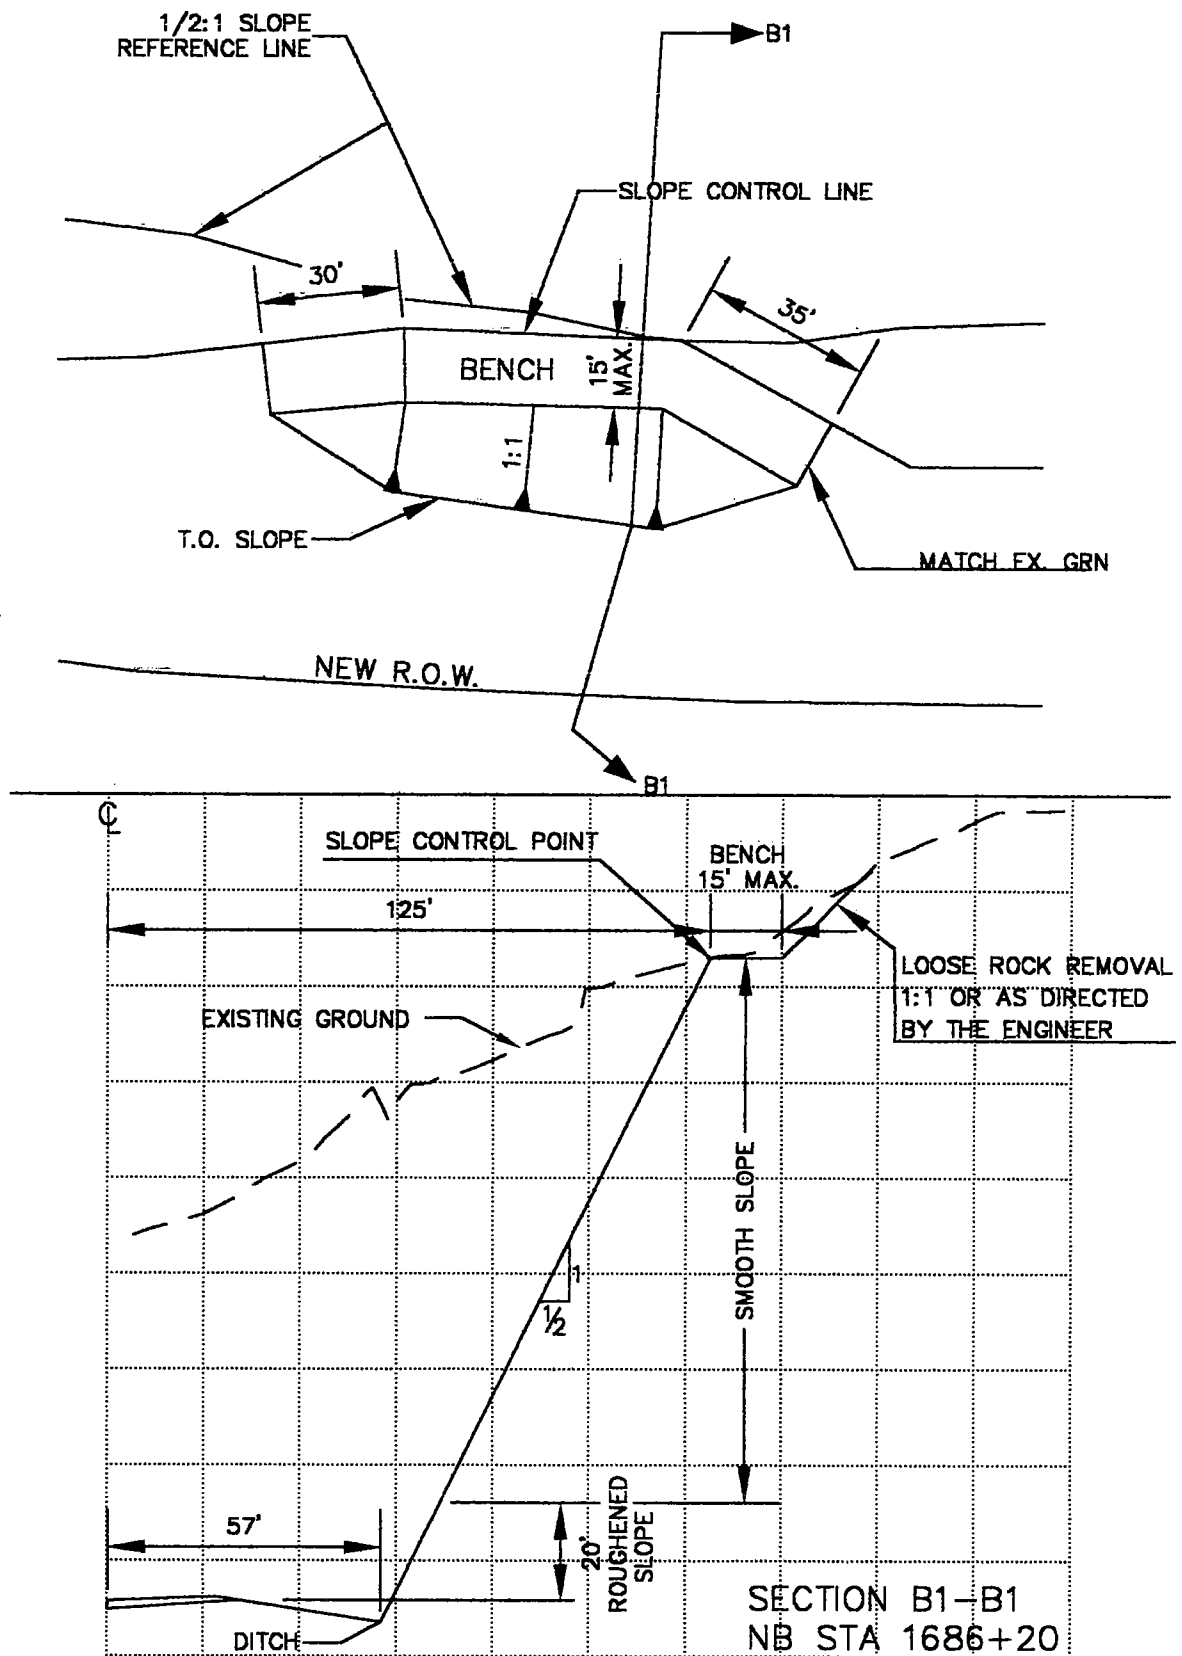 1/2:1 SLOPE
REFERENCE LINE
B1
SLOPE CONTROL LINE
30'
35'
BENCH
15'
MAX.
1:1
T.O. SLOPE
MATCH EX. GRN
NEW R.O.W.
B1
℄
SLOPE CONTROL POINT
BENCH
15' MAX.
125'
LOOSE ROCK REMOVAL
1:1 OR AS DIRECTED
BY THE ENGINEER
EXISTING GROUND
SMOOTH SLOPE
1
1/2
57'
20'
ROUGHENED
SLOPE
DITCH
SECTION B1-B1
NB STA 1686+20